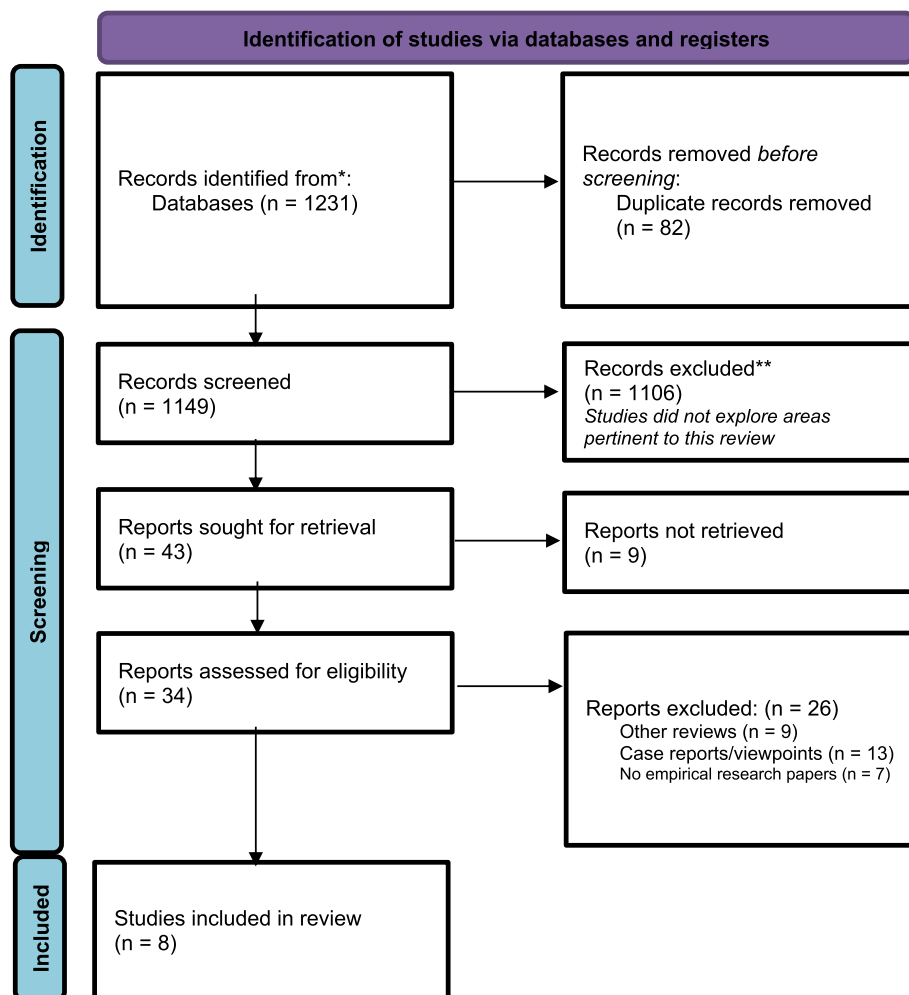 Identification of studies via databases and registers
Identification
Records identified from*:
Databases (n = 1231)
Records removed before
screening:
Duplicate records removed
(n = 82)
Screening
Records screened
(n = 1149)
Records excluded**
(n = 1106)
Studies did not explore areas
pertinent to this review
Reports sought for retrieval
(n = 43)
Reports not retrieved
(n = 9)
Reports assessed for eligibility
(n = 34)
Reports excluded: (n = 26)
Other reviews (n = 9)
Case reports/viewpoints (n = 13)
No empirical research papers (n = 7)
Included
Studies included in review
(n = 8)